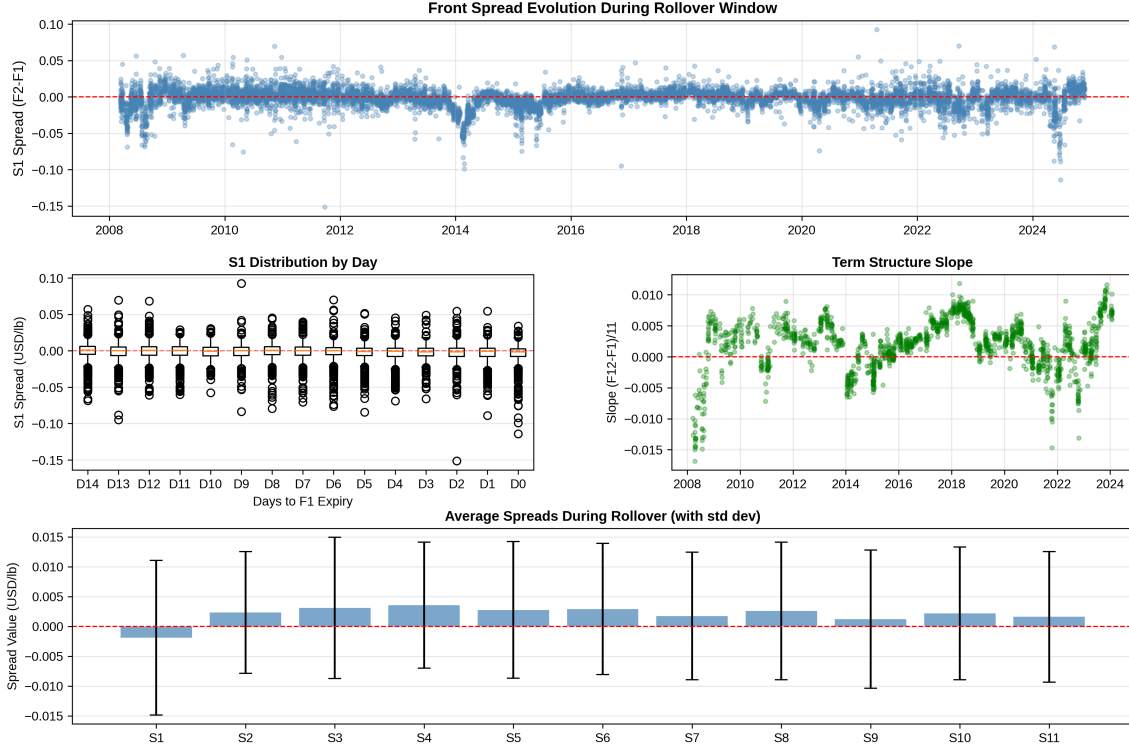 Front Spread Evolution During Rollover Window
S1 Spread (F2-F1)
0.10
0.05
0.00
−0.05
−0.10
−0.15
2008 2010 2012 2014 2016 2018 2020 2022 2024
S1 Distribution by Day
S1 Spread (USD/lb)
0.10
0.05
0.00
−0.05
−0.10
−0.15
D14 D13 D12 D11 D10 D9 D8 D7 D6 D5 D4 D3 D2 D1 D0
Days to F1 Expiry
Term Structure Slope
Slope (F12-F1)/11
0.010
0.005
0.000
−0.005
−0.010
−0.015
2008 2010 2012 2014 2016 2018 2020 2022 2024
Average Spreads During Rollover (with std dev)
Spread Value (USD/lb)
0.015
0.010
0.005
0.000
−0.005
−0.010
−0.015
S1 S2 S3 S4 S5 S6 S7 S8 S9 S10 S11